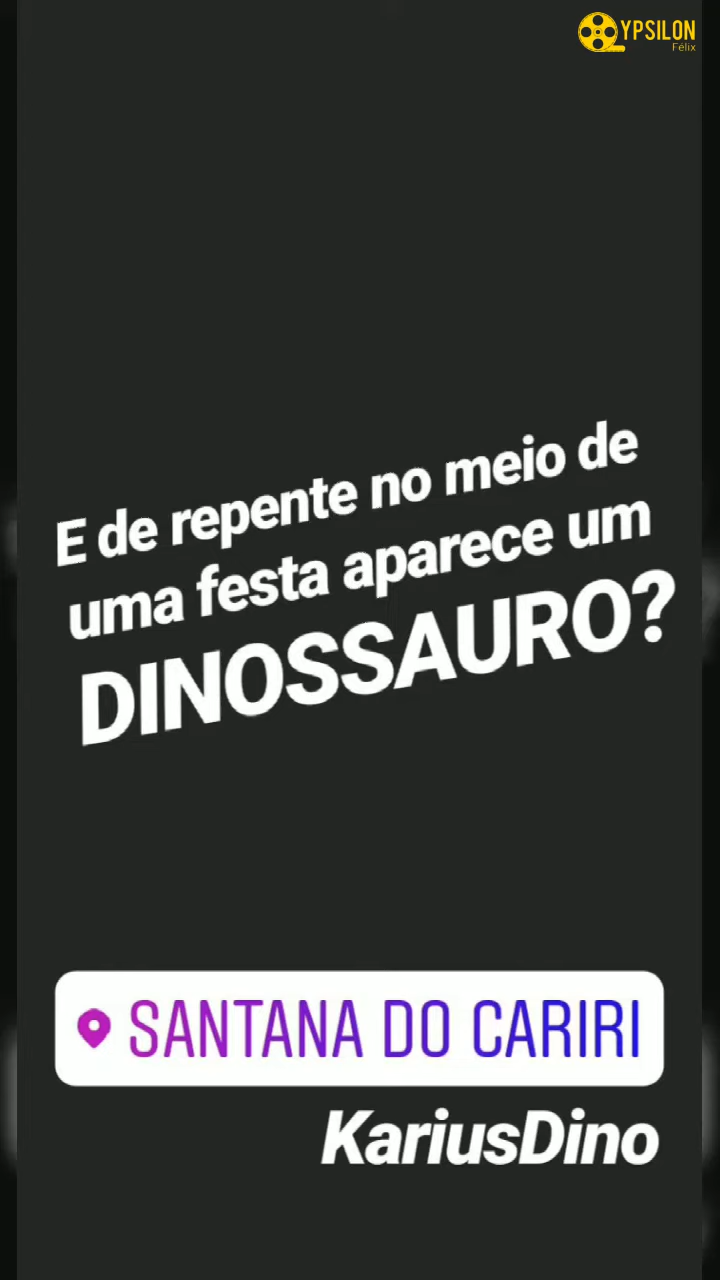 YPSILON
Félix
E de repente no meio de
uma festa aparece um
DINOSSAURO?
SANTANA DO CARIRI
KariusDino